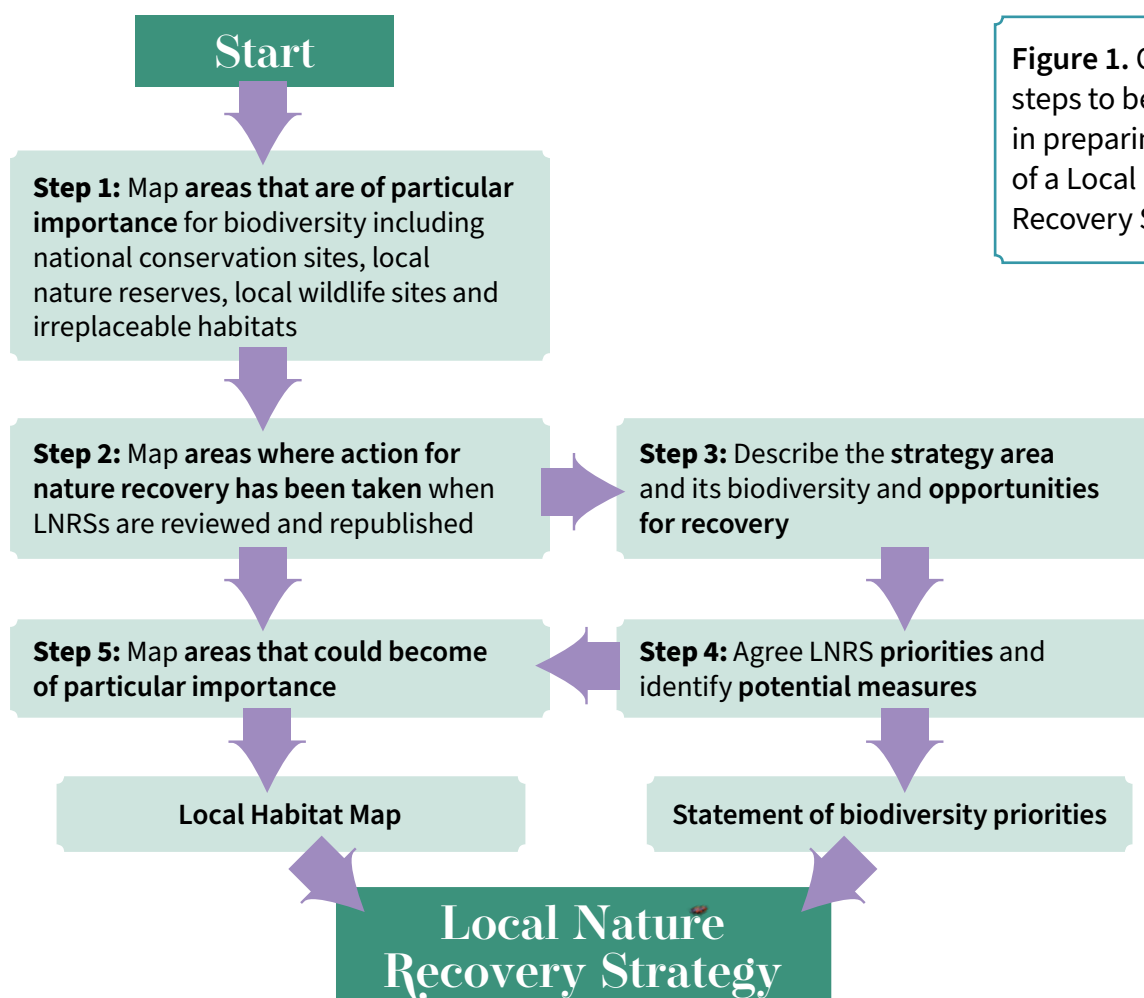 Start
Figure 1.
steps to be
in preparing
of a Local
Recovery
Step 1: Map areas that are of particular
importance for biodiversity including
national conservation sites, local
nature reserves, local wildlife sites and
irreplaceable habitats
Step 2: Map areas where action for
nature recovery has been taken when
LNRSs are reviewed and republished
Step 3: Describe the strategy area
and its biodiversity and opportunities
for recovery
Step 5: Map areas that could become
of particular importance
Step 4: Agree LNRS priorities and
identify potential measures
Local Habitat Map
Statement of biodiversity priorities
Local Nature
Recovery Strategy